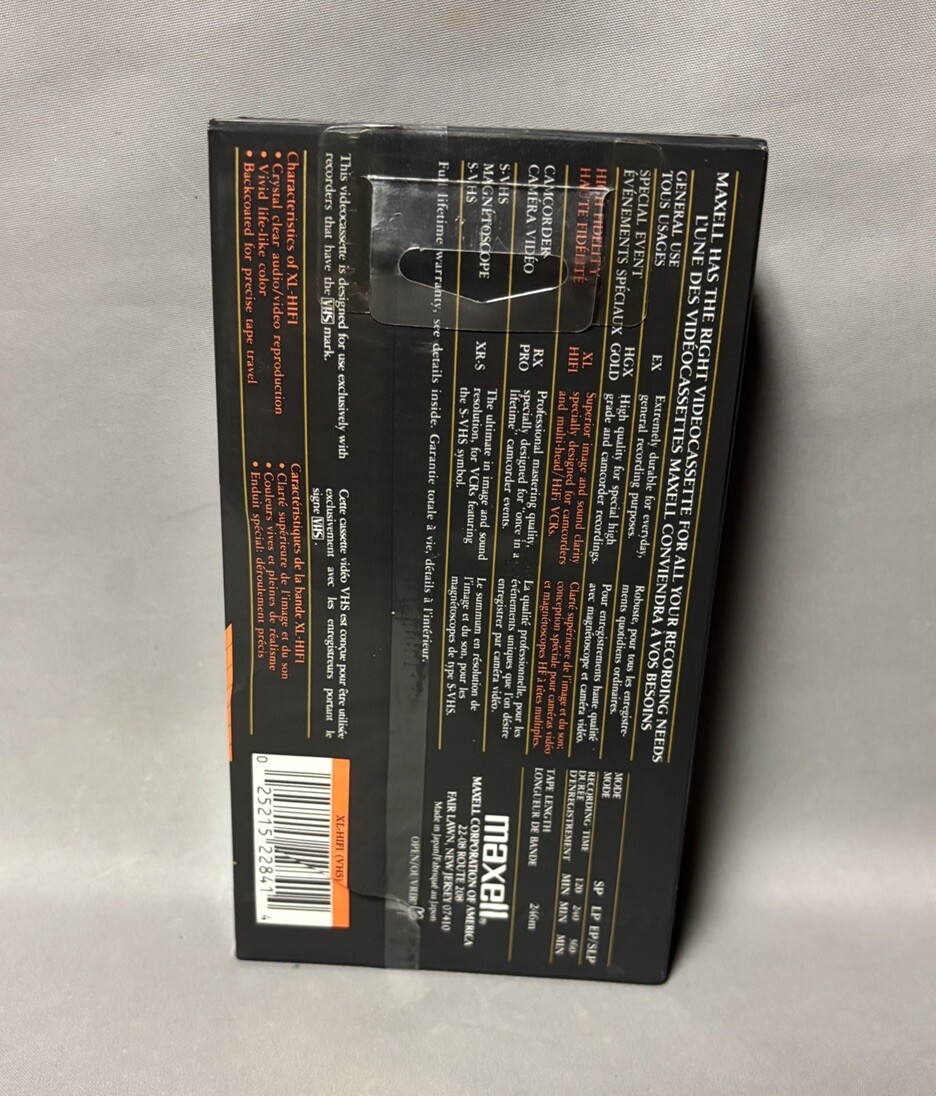 MAXELL HAS THE RIGHT VIDEOCASSETTE FOR ALL YOUR RECORDING NEEDS
L'UNE DES VIDÉOCASSETTES MAXELL CONVIENDRA A VOS BESOINS
GENERAL USE
TOUS USAGES
EX
Extremely durable for everyday,
general recording purposes.
Robuste, pour tous les enregistre-
ments quotidiens ordinaires.
SPECIAL EVENT
ÉVÉNEMENTS SPÉCIAUX
HGX
GOLD
High quality for special high
grade and camcorder recordings.
Pour enregistrements haute qualité
avec magnétoscope et caméra vidéo.
HIGH FIDELITY
HAUTE FIDÉLITÉ
XL
HIFI
Superior image and sound clarity
specially designed for camcorders
and multi-head/HiFi VCRs.
Clarté supérieure de l'image et du son;
conception spéciale pour caméras vidéo
et magnétoscopes HF à têtes multiples.
CAMCORDER
CAMÉRA VIDÉO
RX
PRO
Professional mastering quality,
specially designed for "once in a
lifetime" camcorder events.
La qualité professionnelle, pour les
événements uniques que l'on désire
enregistrer par caméra vidéo.
S-VHS
MAGNÉTOSCOPE
S-VHS
XR-S
The ultimate in image and sound
resolution, for VCRs featuring
the S-VHS symbol.
Le summum en résolution de
l'image et du son, pour les
magnétoscopes de type S-VHS.
Full lifetime warranty, see details inside. Garantie totale à vie, détails à l'intérieur.
This videocassette is designed for use exclusively with
recorders that have the VHS mark.
Cette cassette vidéo VHS est conçue pour être utilisée
exclusivement avec les enregistreurs portant le
signe VHS.
Characteristics of XL-HIFI
• Crystal clear audio/video reproduction
• Vivid life-like color
• Backcoated for precise tape travel
Caractéristiques de la bande XL-HIFI
• Clarté supérieure de l'image et du son
• Couleurs vives et pleines de réalisme
• Enduit spécial: déroulement précis
MODE
MODE
SP LP EP/SLP
RECORDING TIME
DURÉE
D'ENREGISTREMENT
120 240 360
MIN MIN MIN
TAPE LENGTH
LONGUEUR DE BANDE
246m
maxell®
MAXELL CORPORATION OF AMERICA
22-08 ROUTE 208
FAIR LAWN, NEW JERSEY 07410
Made in Japan/Fabriqué au Japon
OPEN/OUVRIR
XL-HIFI (VHS)
0 25215 22841 4